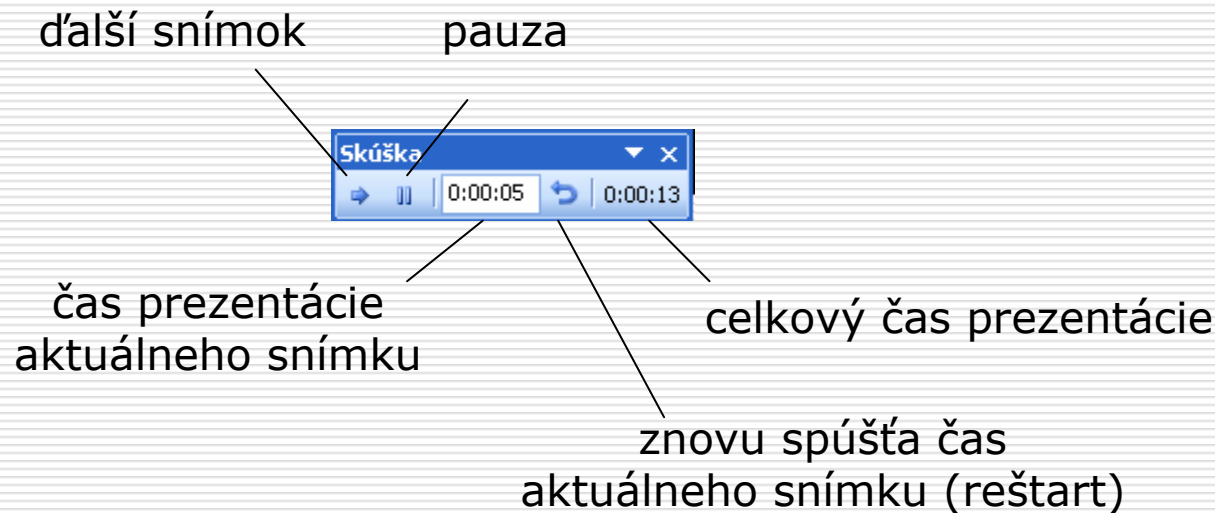 ďalší snímok
pauza
Skúška
0:00:05
0:00:13
čas prezentácie
aktuálneho snímku
celkový čas prezentácie
znovu spúšťa čas
aktuálneho snímku (reštart)